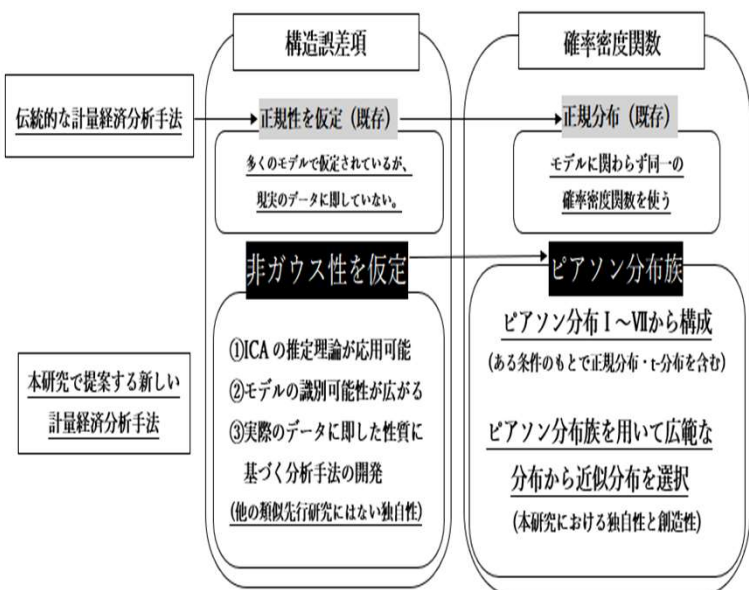 構造誤差項
確率密度関数
伝統的な計量経済分析手法
正規性を仮定（既存）
正規分布（既存）
多くのモデルで仮定されているが、
現実のデータに即していない。
モデルに関わらず同一の
確率密度関数を使う
非ガウス性を仮定
ピアソン分布族
本研究で提案する新しい
計量経済分析手法
①ICAの推定理論が応用可能
②モデルの識別可能性が広がる
③実際のデータに即した性質に
基づく分析手法の開発
(他の類似先行研究にはない独自性)
ピアソン分布Ⅰ～Ⅶから構成
(ある条件のもとで正規分布・t-分布を含む)
ピアソン分布族を用いて広範な
分布から近似分布を選択
(本研究における独自性と創造性)